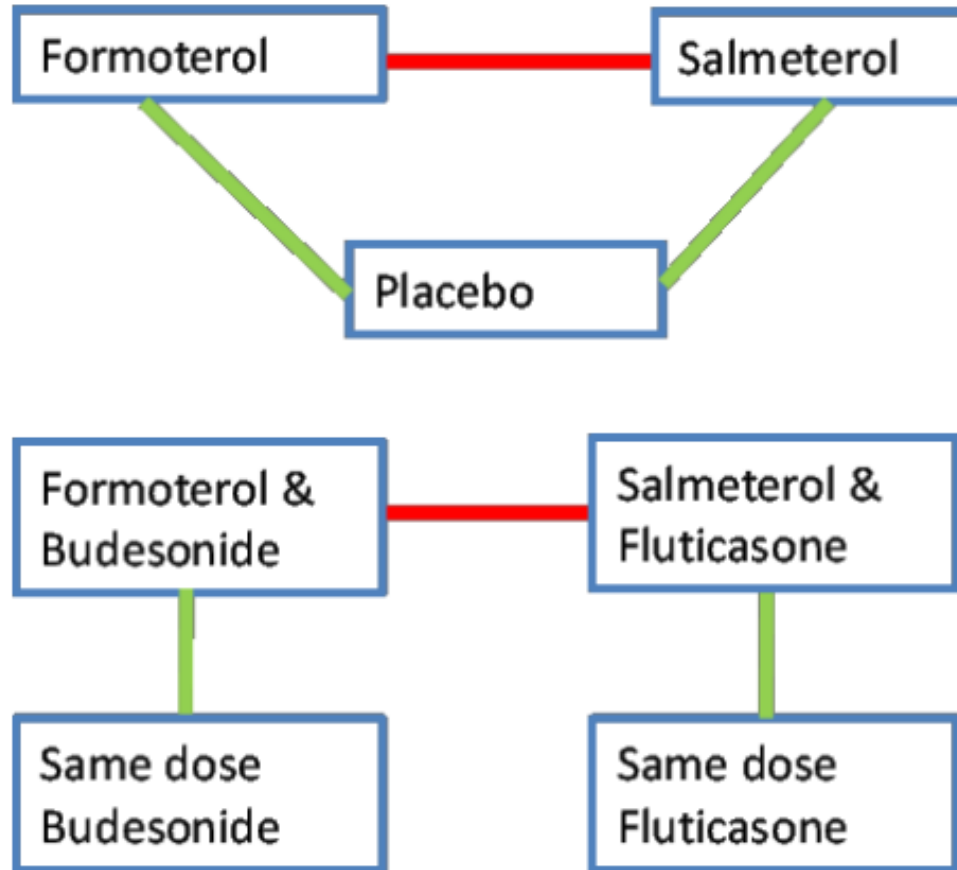 Formoterol
Salmeterol
Placebo
Formoterol &
Budesonide
Salmeterol &
Fluticasone
Same dose
Budesonide
Same dose
Fluticasone